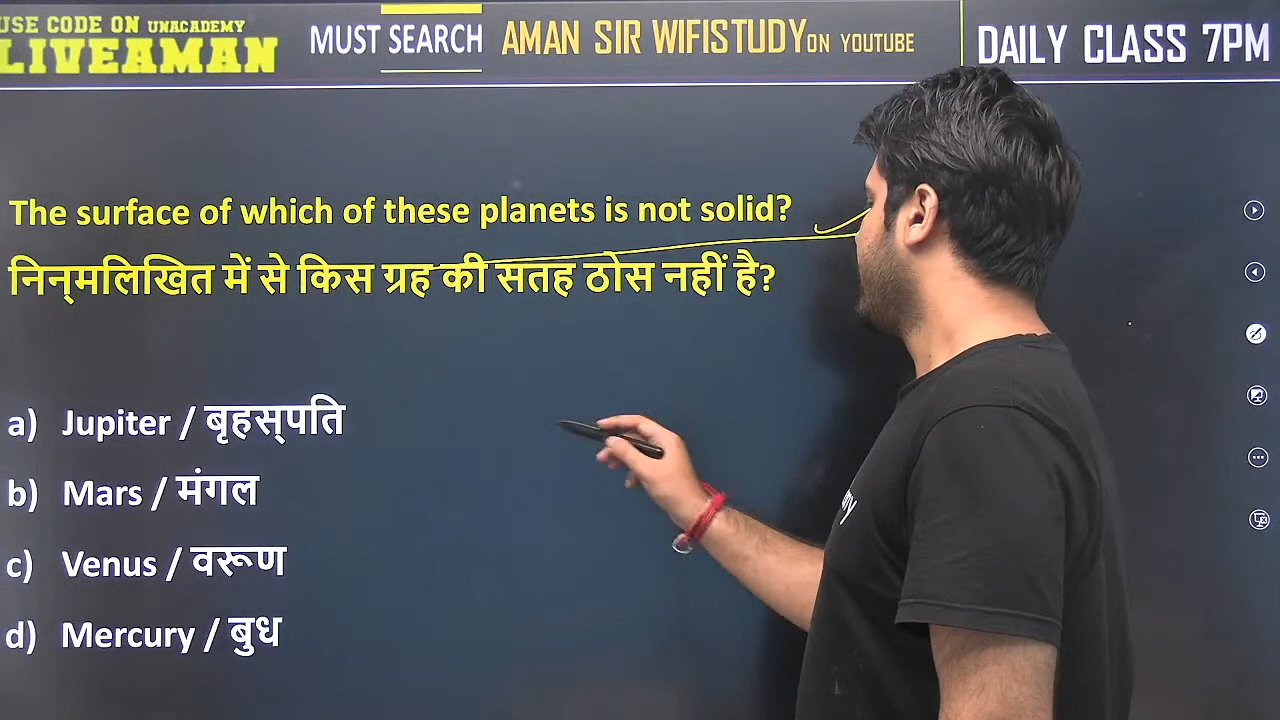 USE CODE ON UNACADEMY
LIVEAMAN
MUST SEARCH
AMAN SIR WIFISTUDY ON YOUTUBE
DAILY CLASS 7PM
The surface of which of these planets is not solid?
निन्‌मलिखित में से किस ग्रह की सतह ठोस नहीं है?
a) Jupiter / बृहस्‌पति
b) Mars / मंगल
c) Venus / वरूण
d) Mercury / बुध